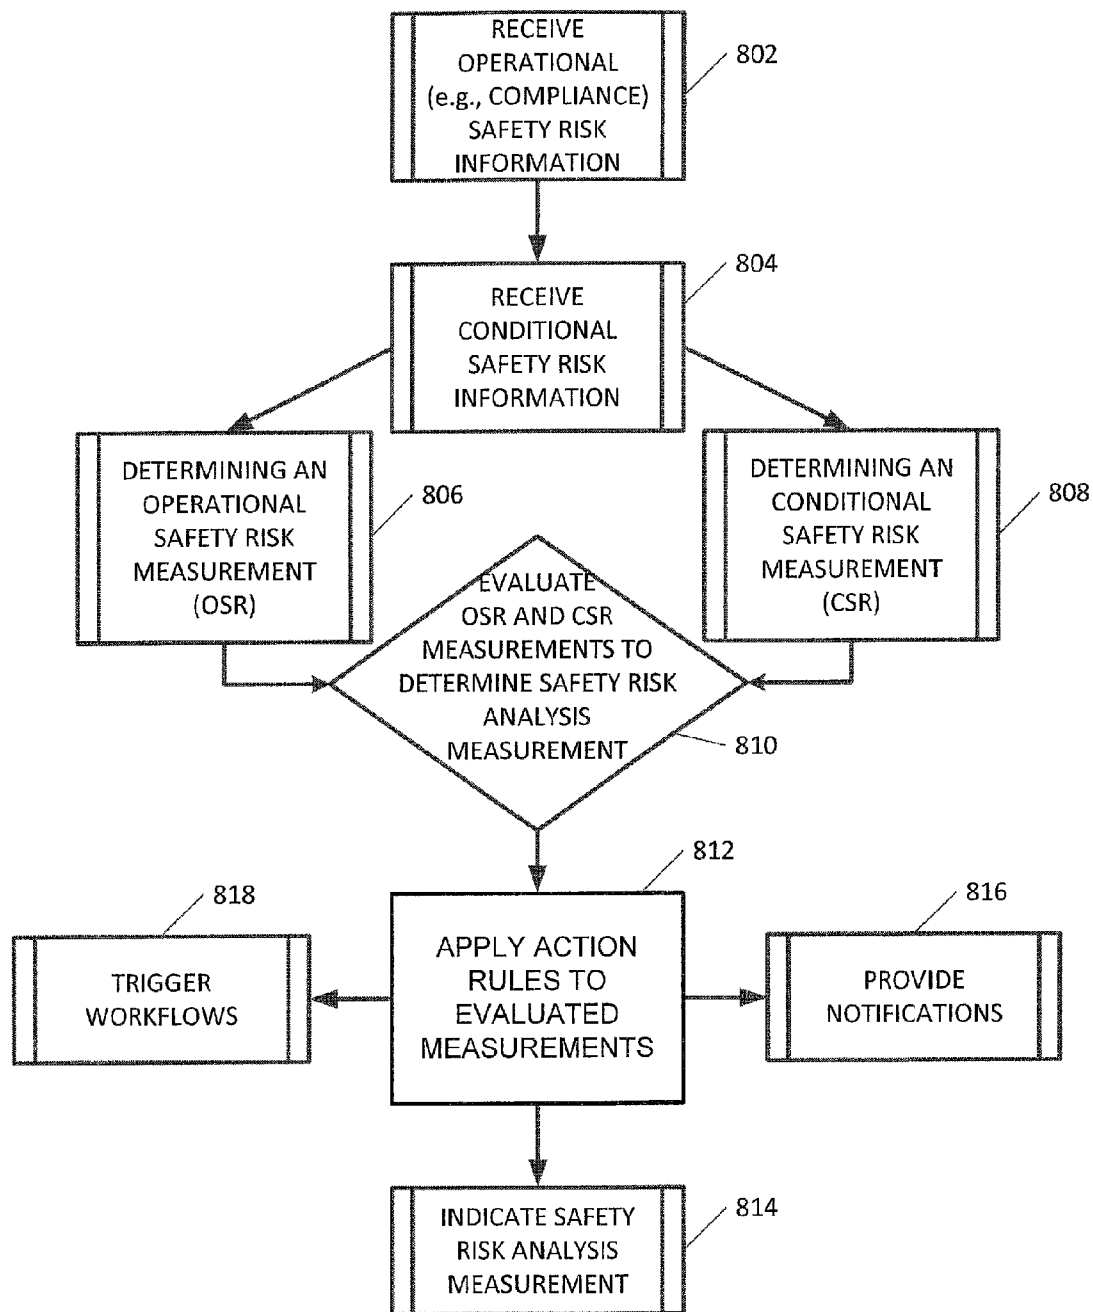 RECEIVE
OPERATIONAL
(e.g., COMPLIANCE)
SAFETY RISK
INFORMATION
802
RECEIVE
CONDITIONAL
SAFETY RISK
INFORMATION
804
DETERMINING AN
OPERATIONAL
SAFETY RISK
MEASUREMENT
(OSR)
806
DETERMINING AN
CONDITIONAL
SAFETY RISK
MEASUREMENT
(CSR)
808
EVALUATE
OSR AND CSR
MEASUREMENTS TO
DETERMINE SAFETY RISK
ANALYSIS
MEASUREMENT
810
812
APPLY ACTION
RULES TO
EVALUATED
MEASUREMENTS
818
TRIGGER
WORKFLOWS
816
PROVIDE
NOTIFICATIONS
INDICATE SAFETY
RISK ANALYSIS
MEASUREMENT
814